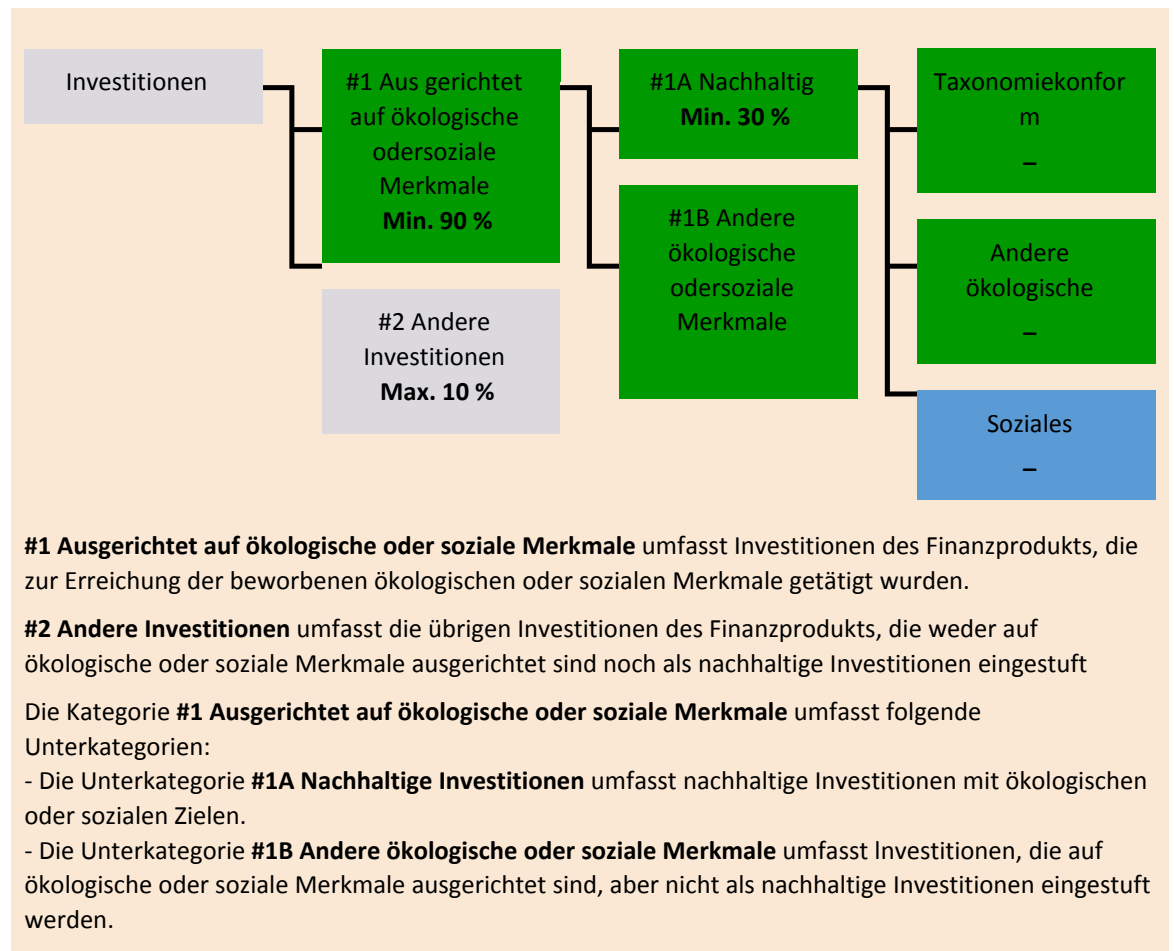 Investitionen
#1 Aus gerichtet
auf ökologische
odersoziale
Merkmale
Min. 90 %
#2 Andere
Investitionen
Max. 10 %
#1A Nachhaltig
Min. 30 %
#1B Andere
ökologische
odersoziale
Merkmale
Taxonomiekonfor
m
–
Andere
ökologische
–
Soziales
–
#1 Ausgerichtet auf ökologische oder soziale Merkmale umfasst Investitionen des Finanzprodukts, die
zur Erreichung der beworbenen ökologischen oder sozialen Merkmale getätigt wurden.
#2 Andere Investitionen umfasst die übrigen Investitionen des Finanzprodukts, die weder auf
ökologische oder soziale Merkmale ausgerichtet sind noch als nachhaltige Investitionen eingestuft
Die Kategorie #1 Ausgerichtet auf ökologische oder soziale Merkmale umfasst folgende
Unterkategorien:
- Die Unterkategorie #1A Nachhaltige Investitionen umfasst nachhaltige Investitionen mit ökologischen
oder sozialen Zielen.
- Die Unterkategorie #1B Andere ökologische oder soziale Merkmale umfasst lnvestitionen, die auf
ökologische oder soziale Merkmale ausgerichtet sind, aber nicht als nachhaltige Investitionen eingestuft
werden.